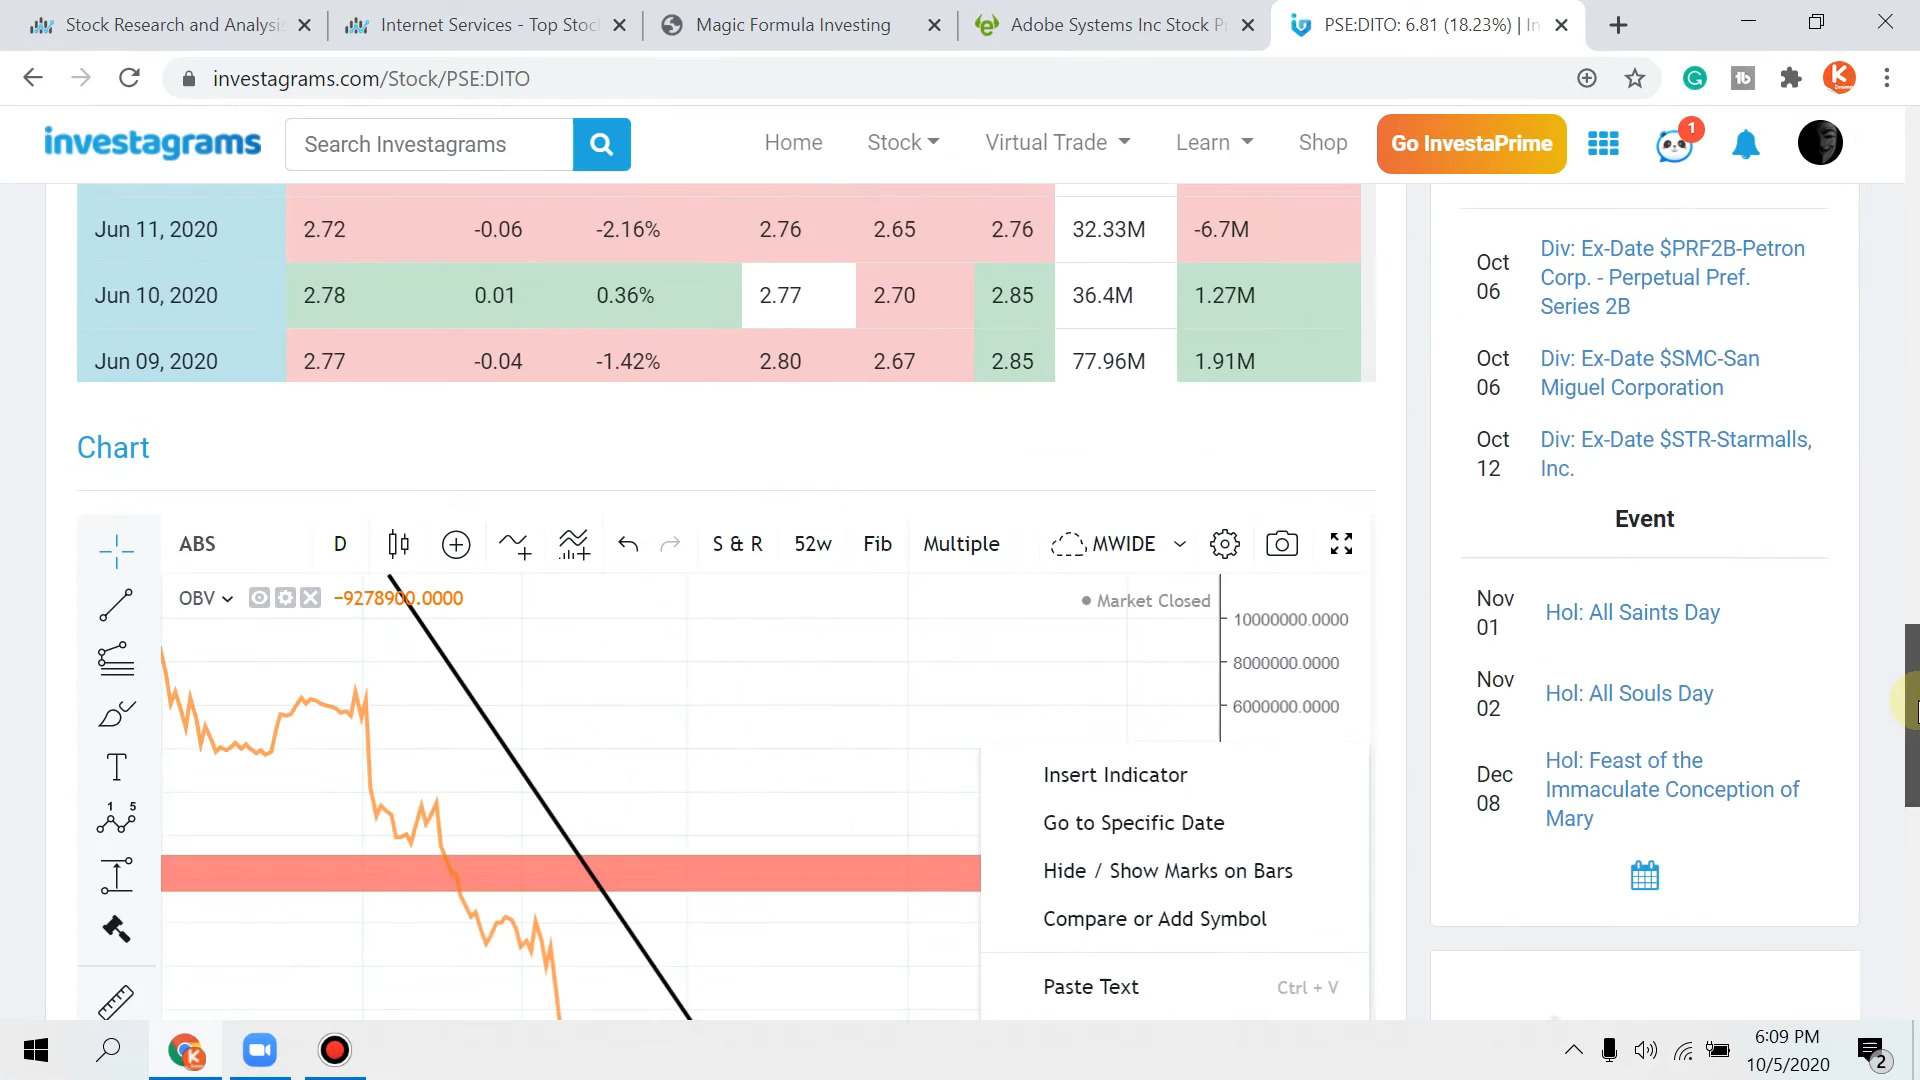 Stock Research and Analysis
Internet Services - Top Stoc
Magic Formula Investing
Adobe Systems Inc Stock P
PSE:DITO: 6.81 (18.23%) | In
investagrams.com/Stock/PSE:DITO
investagrams
Search Investagrams
Home
Stock
Virtual Trade
Learn
Shop
Go InvestaPrime
1
Jun 11, 2020 2.72 -0.06 -2.16% 2.76 2.65 2.76 32.33M -6.7M
Jun 10, 2020 2.78 0.01 0.36% 2.77 2.70 2.85 36.4M 1.27M
Jun 09, 2020 2.77 -0.04 -1.42% 2.80 2.67 2.85 77.96M 1.91M
Chart
ABS D S & R 52w Fib Multiple MWIDE
OBV −9278900.0000
Market Closed
10000000.0000
8000000.0000
6000000.0000
T
1 5
Insert Indicator
Go to Specific Date
Hide / Show Marks on Bars
Compare or Add Symbol
Paste Text Ctrl + V
Oct 06
Div: Ex-Date $PRF2B-Petron
Corp. - Perpetual Pref.
Series 2B
Oct 06
Div: Ex-Date $SMC-San
Miguel Corporation
Oct 12
Div: Ex-Date $STR-Starmalls,
Inc.
Event
Nov 01
Hol: All Saints Day
Nov 02
Hol: All Souls Day
Dec 08
Hol: Feast of the
Immaculate Conception of
Mary
6:09 PM
10/5/2020
2